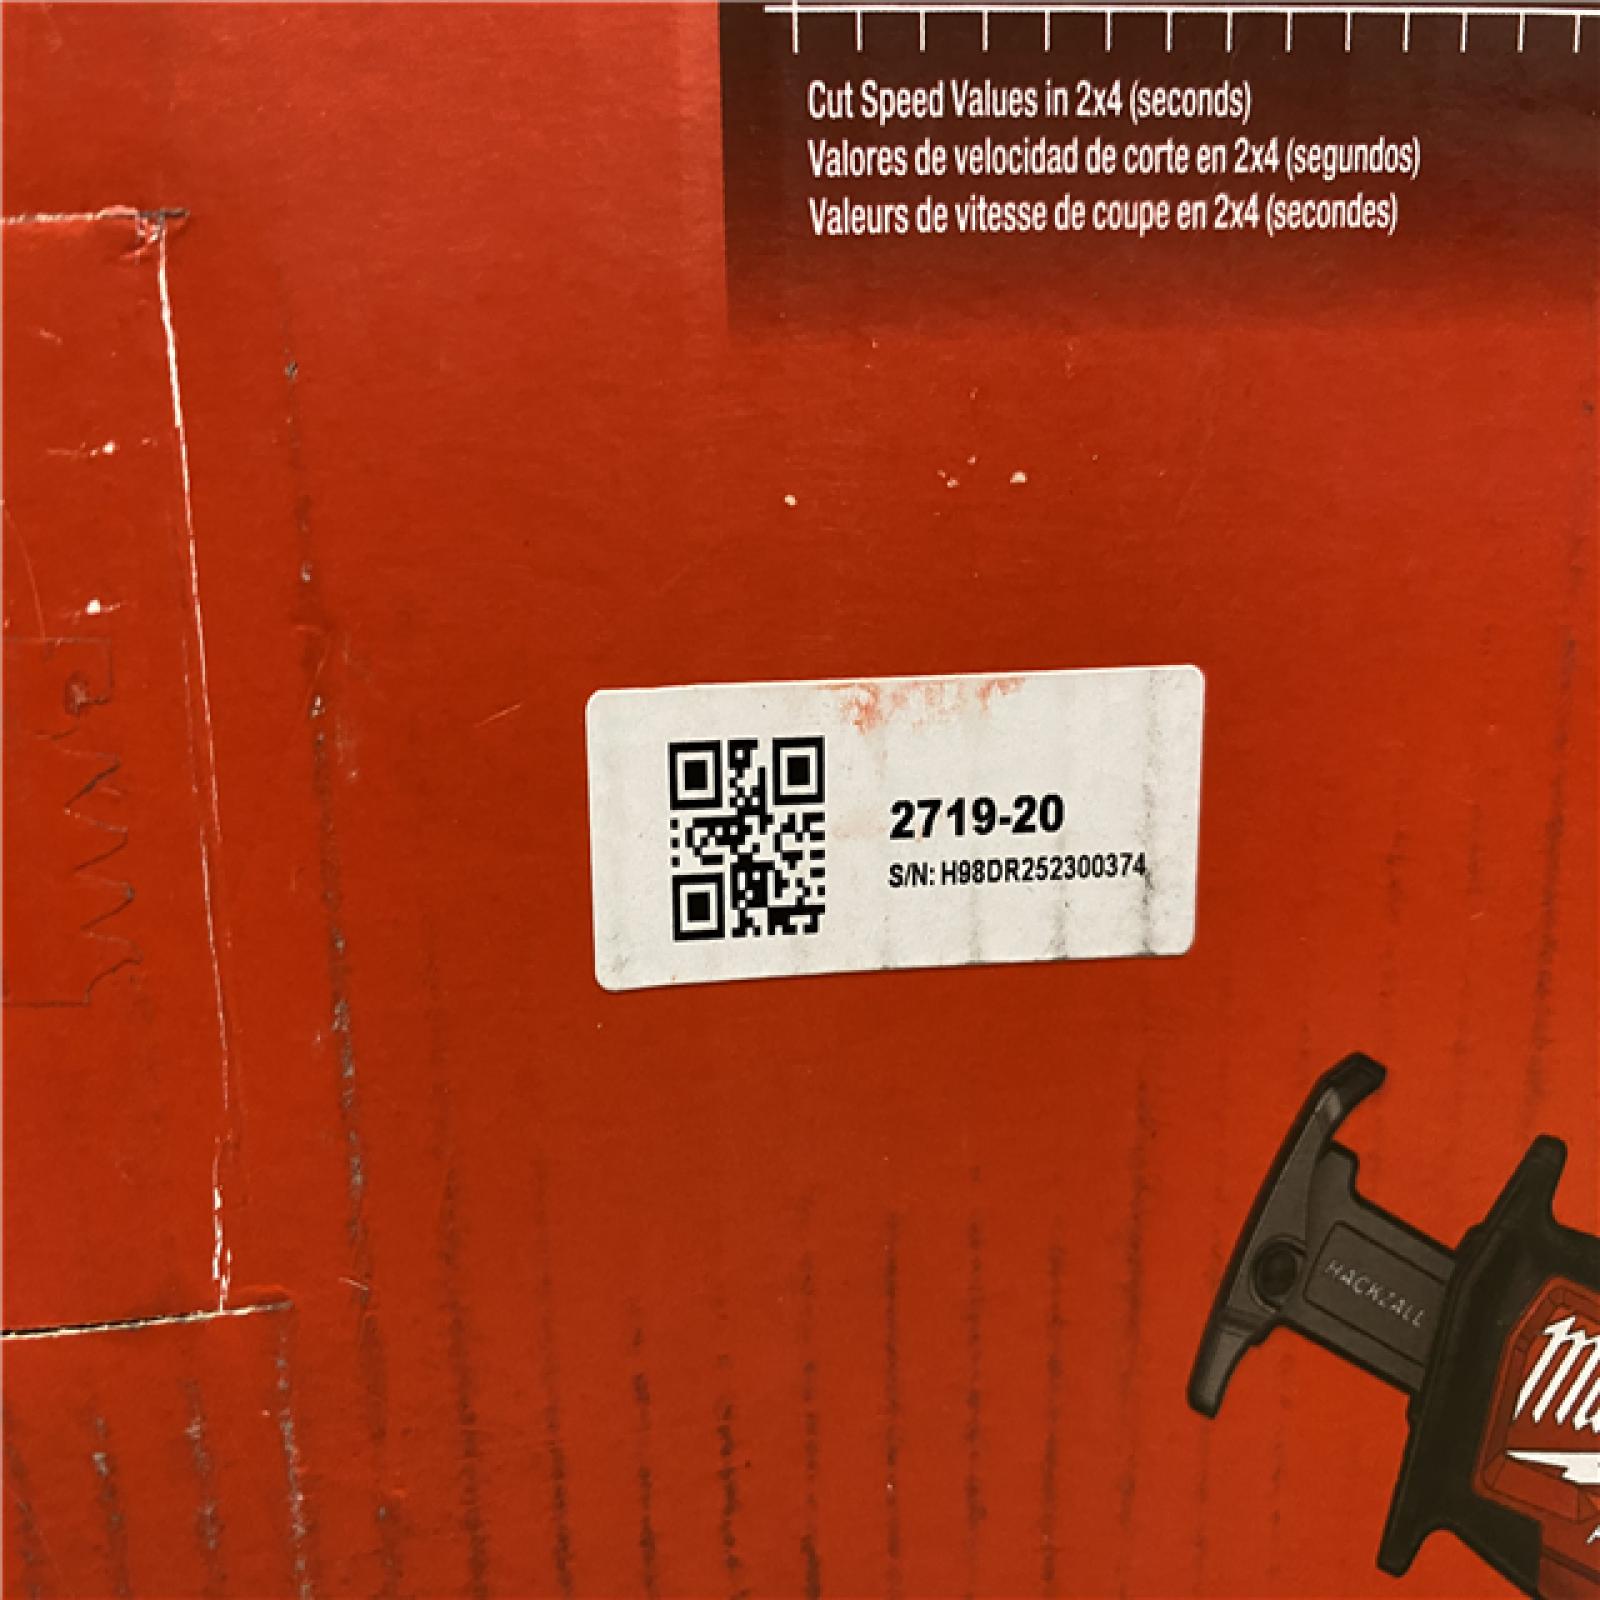 Cut Speed Values in 2x4 (seconds)
Valores de velocidad de corte en 2x4 (segundos)
Valeurs de vitesse de coupe en 2x4 (secondes)
2719-20
S/N: H98DR252300374
HACKZALL